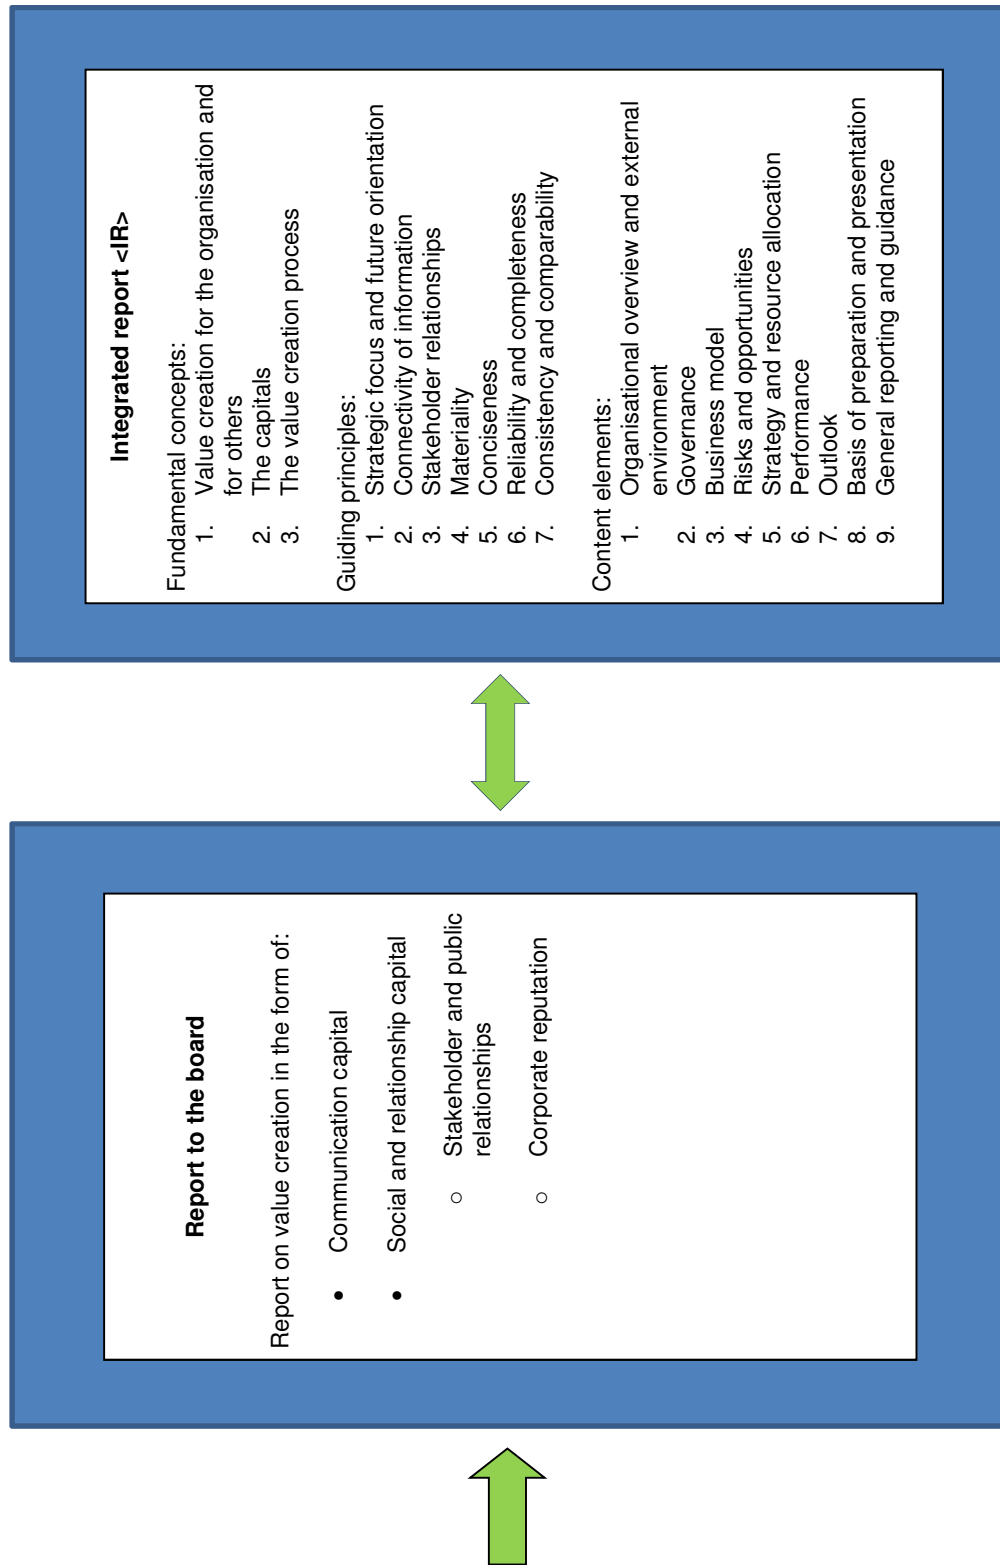 Report to the board
Report on value creation in the form of:
• Communication capital
• Social and relationship capital
○ Stakeholder and public
relationships
○ Corporate reputation
Integrated report <IR>
Fundamental concepts:
1. Value creation for the organisation and
for others
2. The capitals
3. The value creation process
Guiding principles:
1. Strategic focus and future orientation
2. Connectivity of information
3. Stakeholder relationships
4. Materiality
5. Conciseness
6. Reliability and completeness
7. Consistency and comparability
Content elements:
1. Organisational overview and external
environment
2. Governance
3. Business model
4. Risks and opportunities
5. Strategy and resource allocation
6. Performance
7. Outlook
8. Basis of preparation and presentation
9. General reporting and guidance